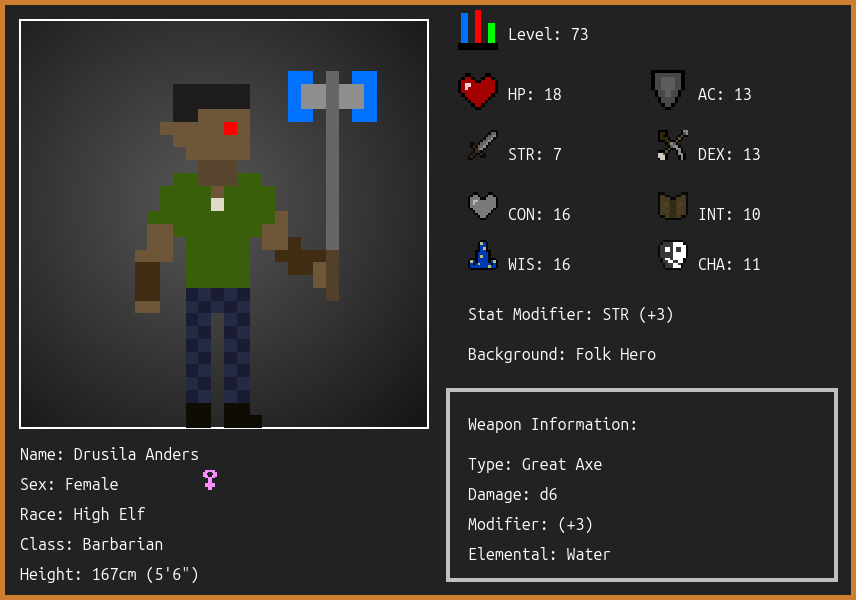 Level: 73
HP: 18
AC: 13
STR: 7
DEX: 13
CON: 16
INT: 10
WIS: 16
CHA: 11
Stat Modifier: STR (+3)
Background: Folk Hero
Weapon Information:
Type: Great Axe
Damage: d6
Modifier: (+3)
Elemental: Water
Name: Drusila Anders
Sex: Female
Race: High Elf
Class: Barbarian
Height: 167cm (5'6")